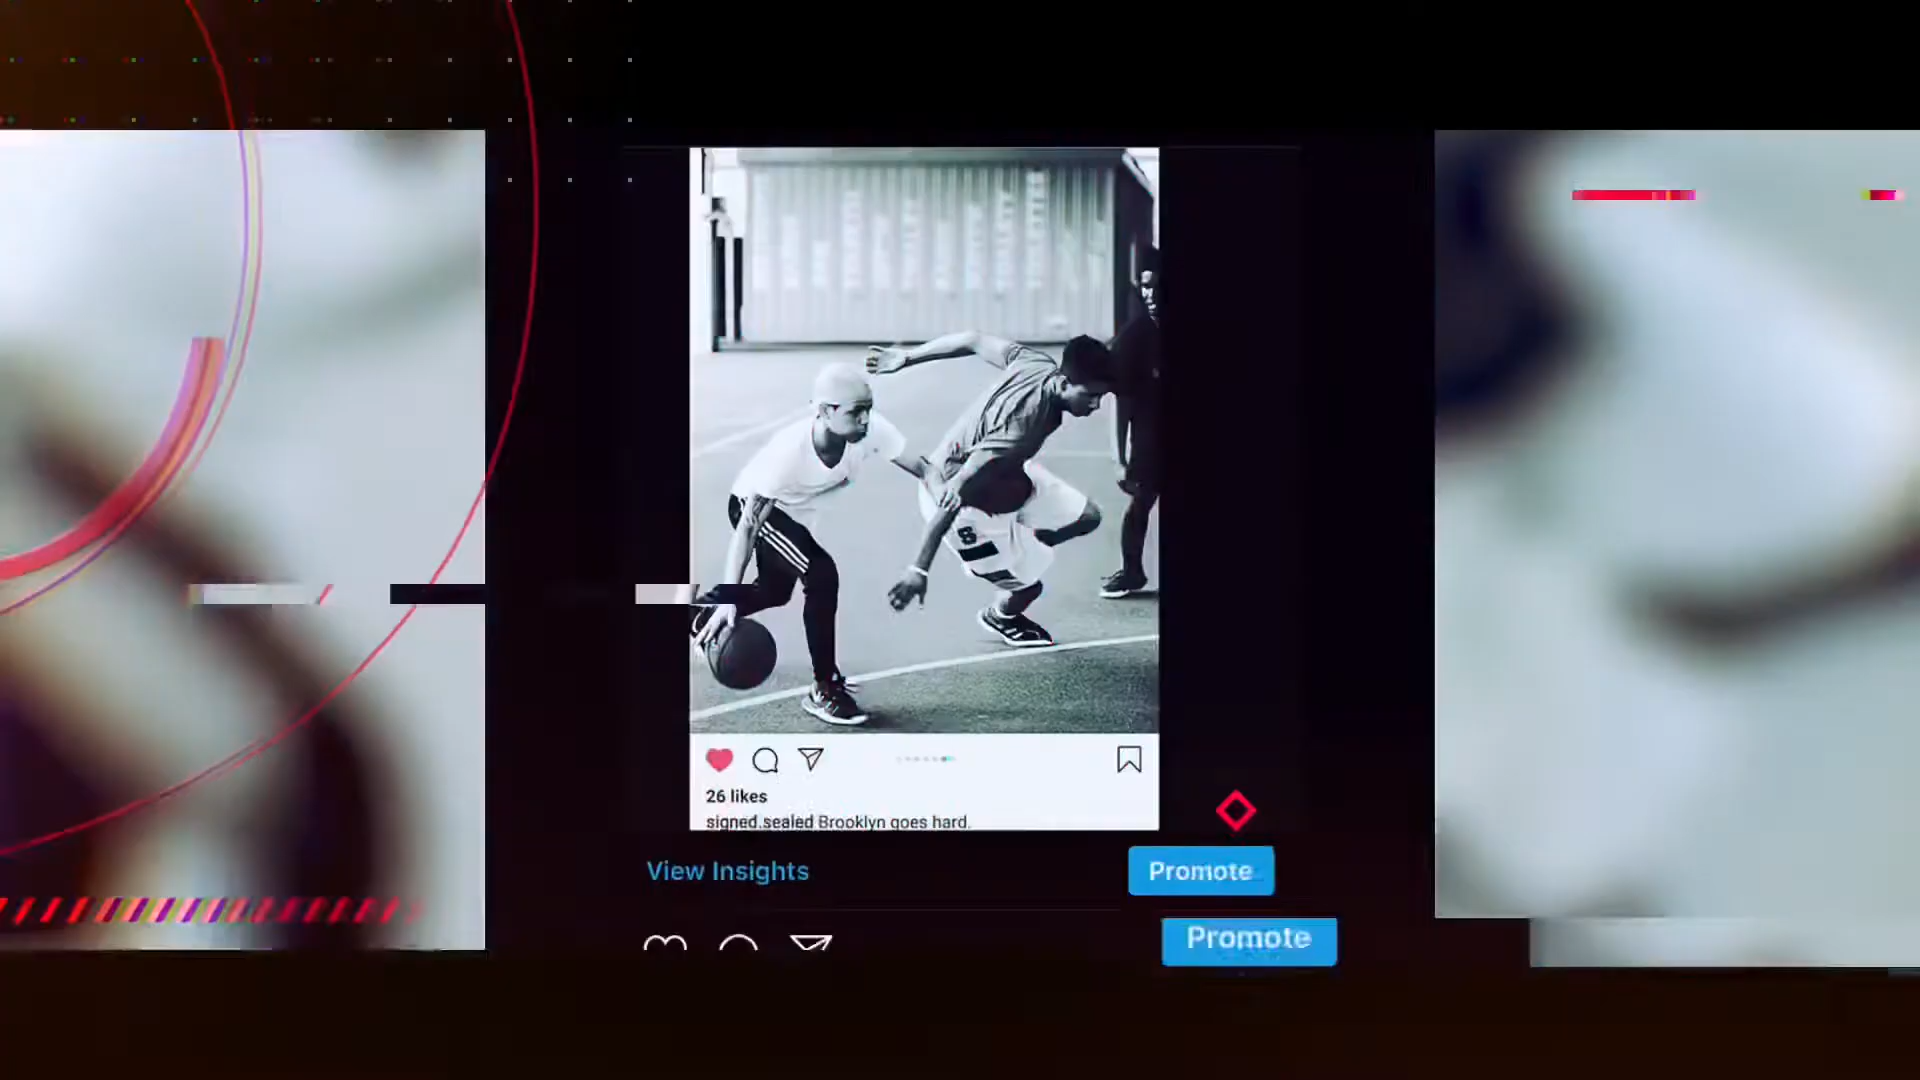 26 likes
signed.sealed Brooklyn goes hard.
View Insights
Promote
Promote